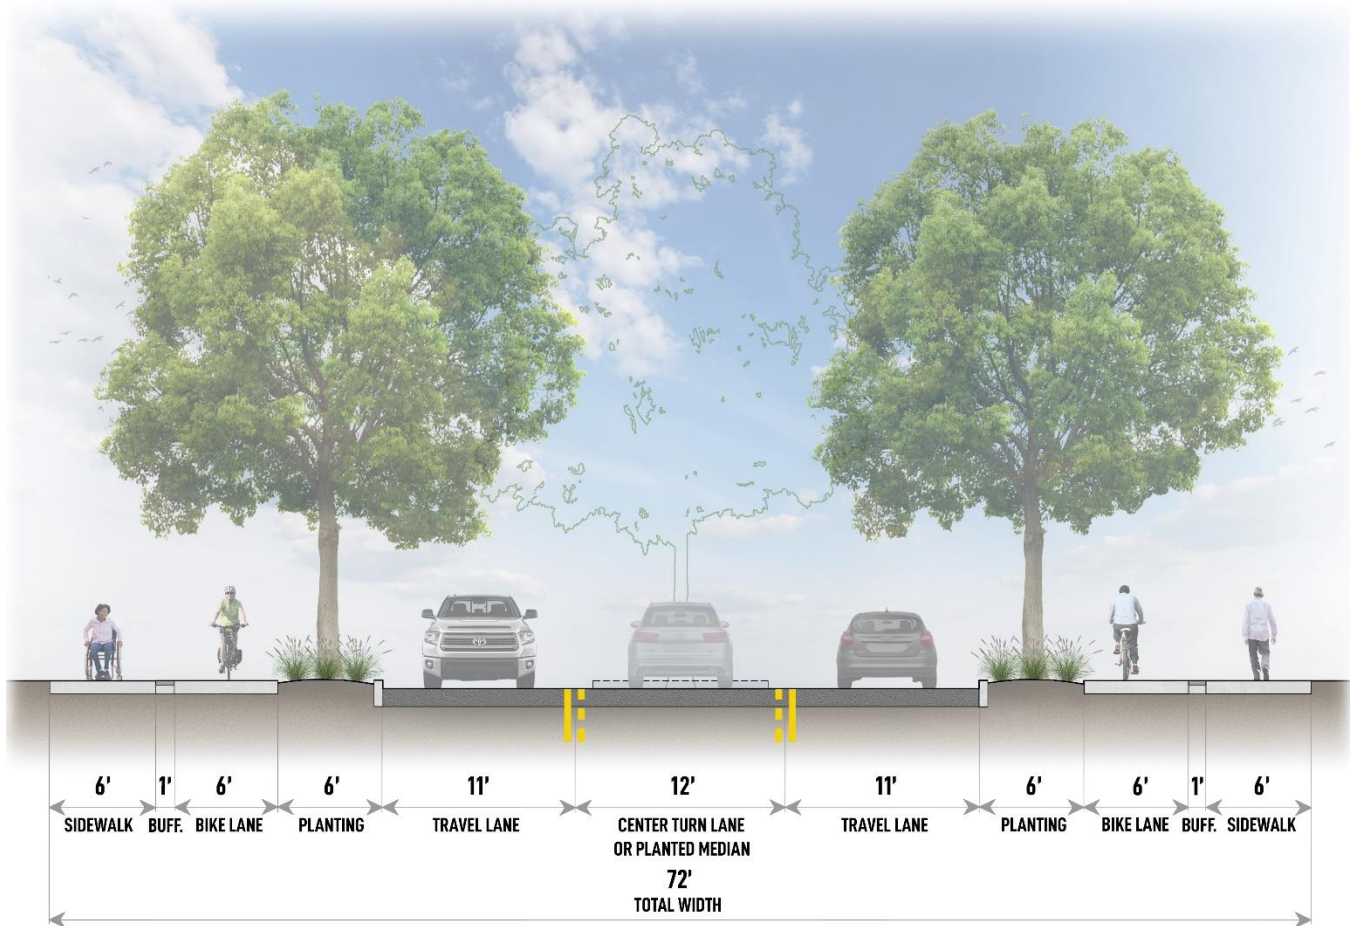 6' 1' 6' 6' 11' 12' 11' 6' 6' 1' 6'
SIDEWALK BUFF. BIKE LANE PLANTING TRAVEL LANE CENTER TURN LANE TRAVEL LANE PLANTING BIKE LANE BUFF. SIDEWALK
OR PLANTED MEDIAN
72'
TOTAL WIDTH